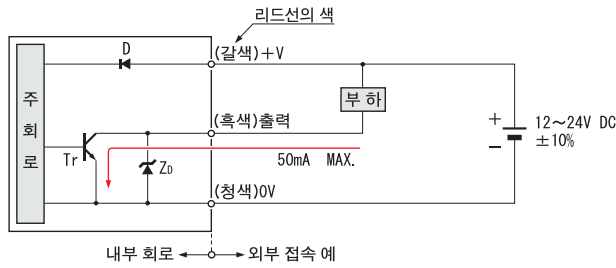 리드선의 색
D
(갈색)+V
주회로
부하
(흑색)출력
12~24V DC
±10%
+
−
Tr
ZD
50mA MAX.
(청색)0V
내부 회로
외부 접속 예